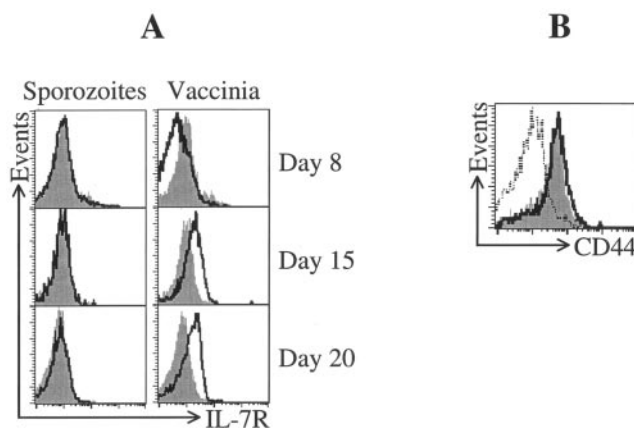 A
B
Sporozoites Vaccinia
Events
Day 8
Day 15
Day 20
IL-7R
Events
CD44